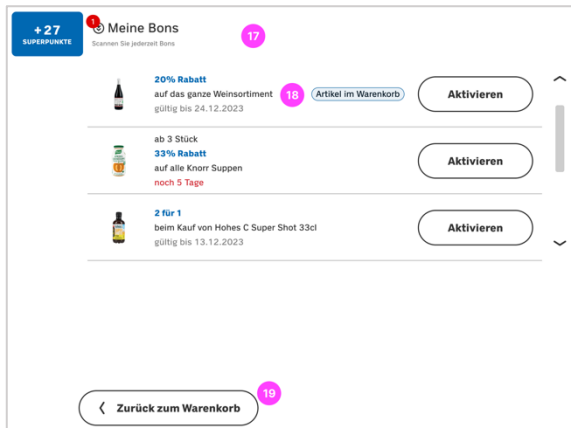 +27
SUPERPUNKTE
1
Meine Bons
Scannen Sie jederzeit Bons
17
20% Rabatt
auf das ganze Weinsortiment
18
Artikel im Warenkorb
gültig bis 24.12.2023
Aktivieren
ab 3 Stück
33% Rabatt
auf alle Knorr Suppen
noch 5 Tage
Aktivieren
2 für 1
beim Kauf von Hohes C Super Shot 33cl
gültig bis 13.12.2023
Aktivieren
19
Zurück zum Warenkorb